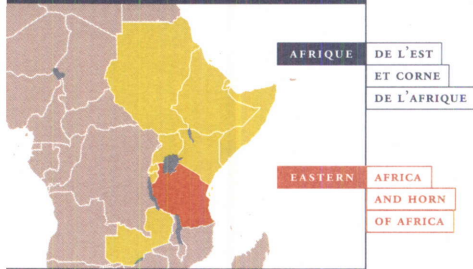 AFRIQUE DE L'EST
ET CORNE
DE L'AFRIQUE
EASTERN AFRICA
AND HORN
OF AFRICA